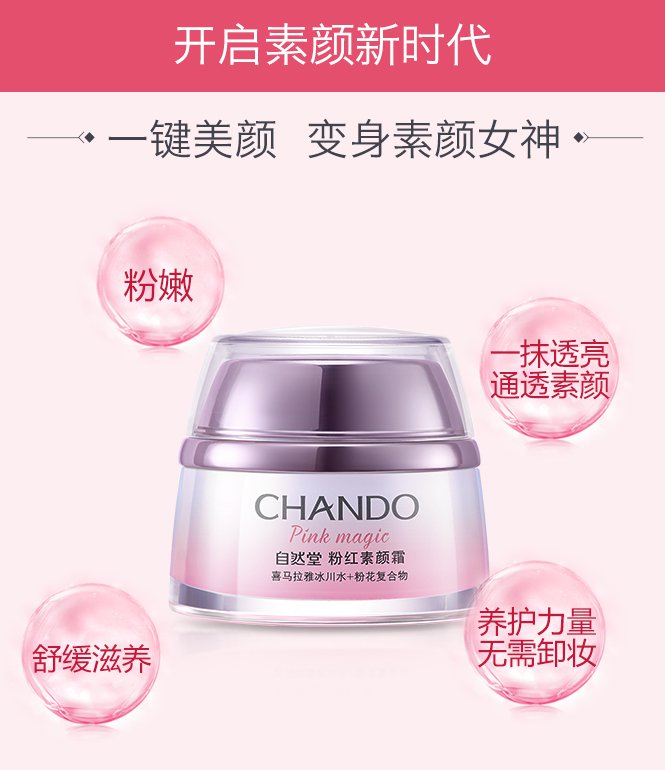 开启素颜新时代
一键美颜 变身素颜女神
粉嫩
一抹透亮
通透素颜
CHANDO
Pink magic
自然堂 粉红素颜霜
喜马拉雅冰川水+粉花复合物
舒缓滋养
养护力量
无需卸妆